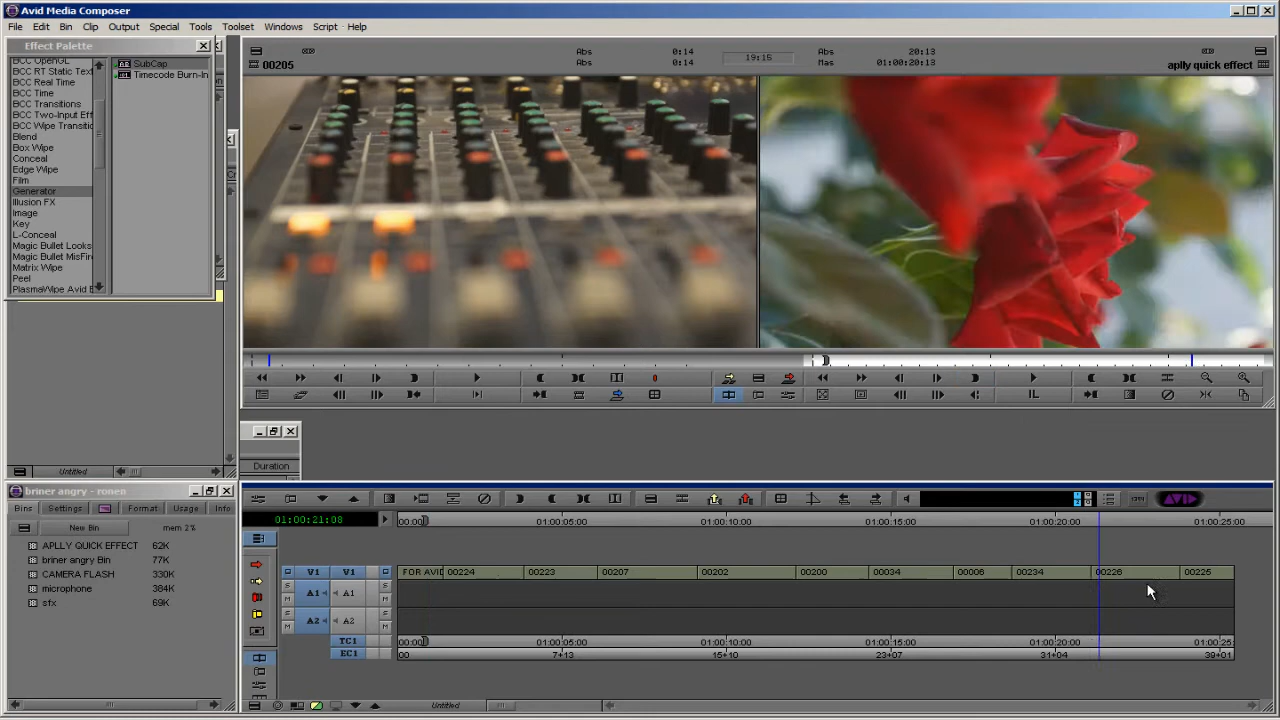 Avid Media Composer
File Edit Bin Clip Output Special Tools Toolset Windows Script Help
Effect Palette
BCC OpenGL
BCC RT Static Text
BCC Real Time
BCC Time
BCC Transitions
BCC Two-Input Eff
BCC Wipe Transitio
Blend
Box Wipe
Conceal
Edge Wipe
Film
Generator
Illusion FX
Image
Key
L-Conceal
Magic Bullet Looks
Magic Bullet MisFire
Matrix Wipe
Peel
PlasmaWipe Avid B
SubCap
Timecode Burn-In
00205
Abs 0:14
Abs 0:14
19:15
Abs 20:13
Mas 01:00:20:13
aplly quick effect
Untitled
Duration
briner angry - ronen
Bins Settings Format Usage Info
New Bin mem 2%
APLLY QUICK EFFECT 62K
briner angry Bin 77K
CAMERA FLASH 330K
microphone 384K
sfx 69K
AVID
01:00:21:08
00:00 01:00:05:00 01:00:10:00 01:00:15:00 01:00:20:00 01:00:25:00
V1 V1 FOR AVID 00224 00223 00207 00202 00200 00034 00006 00234 00226 00225
S M A1 A1
S M A2 A2
TC1 00:00 01:00:05:00 01:00:10:00 01:00:15:00 01:00:20:00 01:00:25
EC1 00 7+13 15+10 23+07 31+04 39+01
Untitled
IL